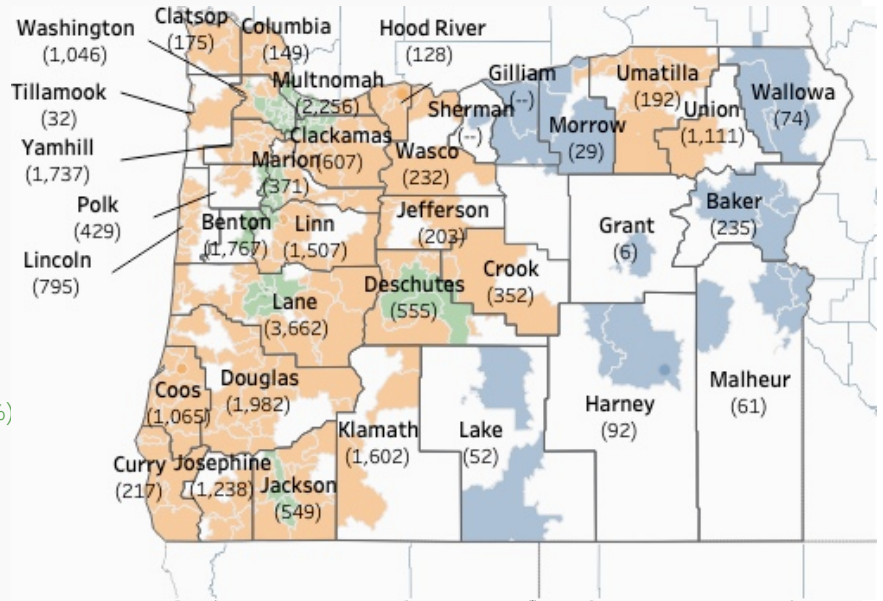 Clatsop
(175)
Columbia
(149)
Washington
(1,046)
Hood River
(128)
Tillamook
(32)
Multnomah
(2,256)
Gilliam
(--)
Umatilla
(192)
Wallowa
(74)
Sherman
(--)
Union
(1,111)
Yamhill
(1,737)
Clackamas
(607)
Morrow
(29)
Marion
(371)
Wasco
(232)
Polk
(429)
Benton
(1,767)
Linn
(1,507)
Jefferson
(203)
Grant
(6)
Baker
(235)
Lincoln
(795)
Lane
(3,662)
Deschutes
(555)
Crook
(352)
Coos
(1,065)
Douglas
(1,982)
Klamath
(1,602)
Lake
(52)
Harney
(92)
Malheur
(61)
Curry
(217)
Josephine
(1,238)
Jackson
(549)